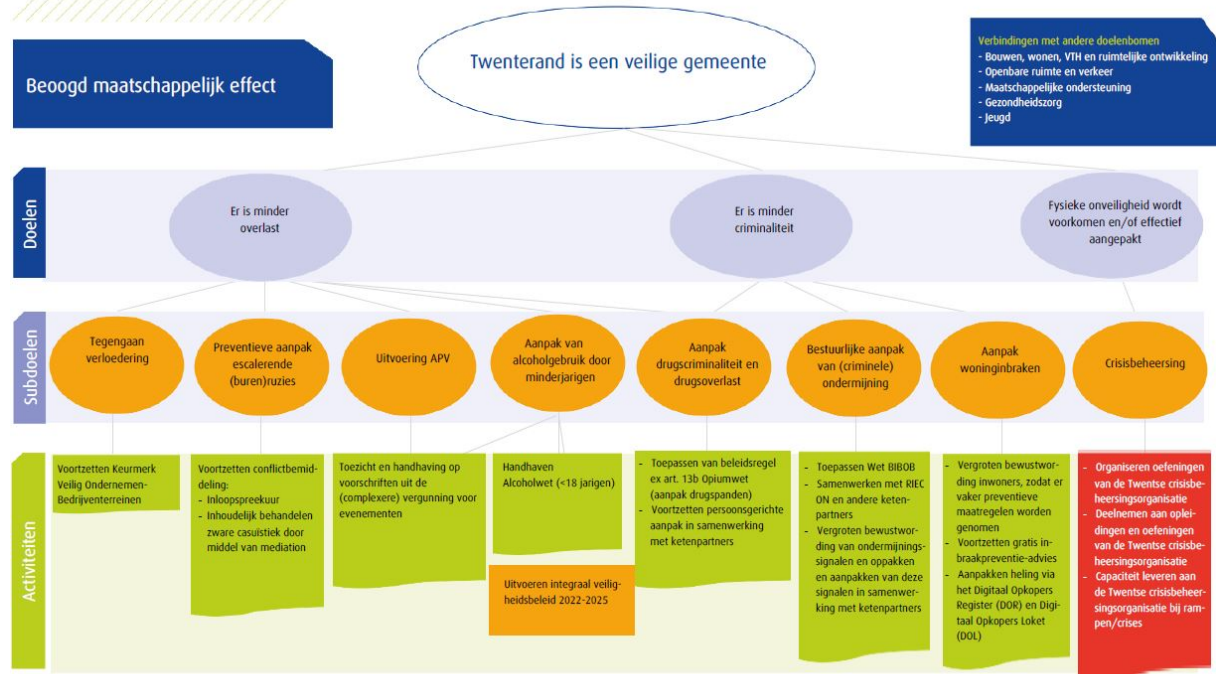 Beoogd maatschappelijk effect
Twenterand is een veilige gemeente
Verbindingen met andere doelenbomen
- Bouwen, wonen, VTH en ruimtelijke ontwikkeling
- Openbare ruimte en verkeer
- Maatschappelijke ondersteuning
- Gezondheidszorg
- Jeugd
Doelen
Er is minder
overlast
Er is minder
criminaliteit
Fysieke onveiligheid wordt
voorkomen en/of effectief
aangepakt
Subdoelen
Tegengaan
verloedering
Preventieve aanpak
escalerende
(buren)ruzies
Uitvoering APV
Aanpak van
alcoholgebruik door
minderjarigen
Aanpak
drugscriminaliteit en
drugsoverlast
Bestuurlijke aanpak
van (criminele)
ondermijning
Aanpak
woninginbraken
Crisisbeheersing
Activiteiten
Voortzetten Keurmerk
Veilig Ondernemen-
Bedrijventerreinen
Voortzetten conflictbemid-
deling:
- Inloopspreekuur
- Inhoudelijk behandelen
zware casuïstiek door
middel van mediation
Toezicht en handhaving op
voorschriften uit de
(complexere) vergunning voor
evenementen
Handhaven
Alcoholwet (<18 jarigen)
Uitvoeren integraal veilig-
heidsbeleid 2022-2025
- Toepassen van beleidsregel
ex art. 13b Opiumwet
(aanpak drugspanden)
- Voortzetten persoonsgerichte
aanpak in samenwerking
met ketenpartners
- Toepassen Wet BIBOB
- Samenwerken met RIEC
ON en andere keten-
partners
- Vergroten bewustwor-
ding van ondermijnings-
signalen en oppakken
en aanpakken van deze
signalen in samenwer-
king met ketenpartners
- Vergroten bewustwor-
ding inwoners, zodat er
vaker preventieve
maatregelen worden
genomen
- Voortzetten gratis in-
braakpreventie-advies
- Aanpakken heling via
het Digitaal Opkopers
Register (DOR) en Digi-
taal Opkopers Loket
(DOL)
- Organiseren oefeningen
van de Twentse crisisbe-
heersingsorganisatie
- Deelnemen aan oplei-
dingen en oefeningen
van de Twentse crisisbe-
heersingsorganisatie
- Capaciteit leveren aan
de Twentse crisisbeheer-
singsorganisatie bij ram-
pen/crises